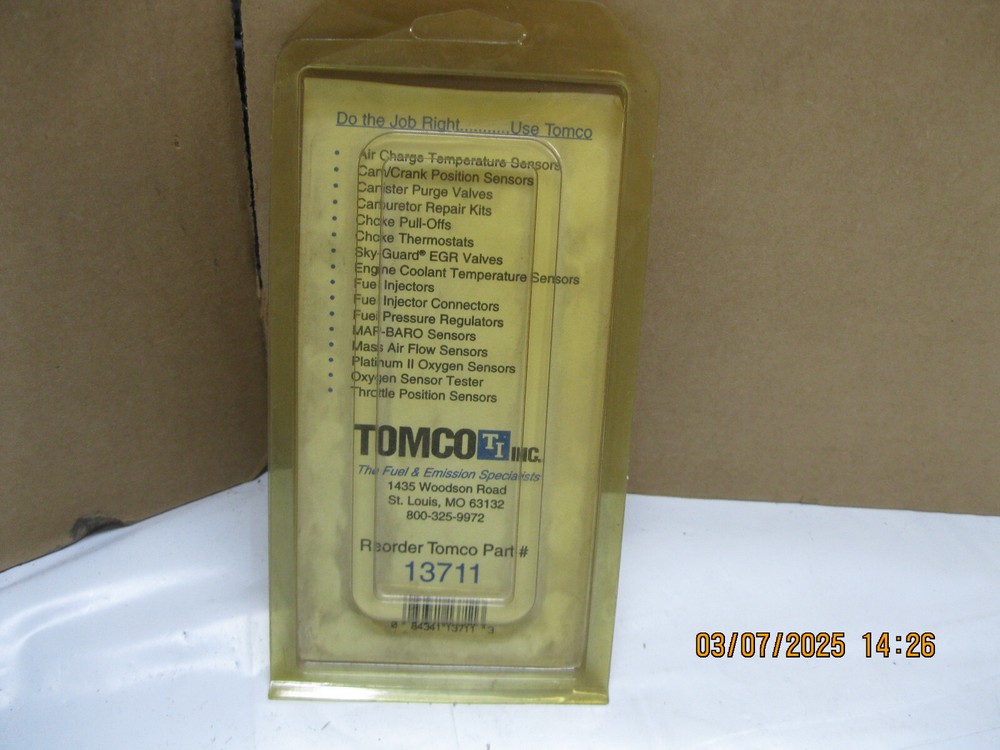 Do the Job Right...........Use Tomco
• Air Charge Temperature Sensors
• Cam/Crank Position Sensors
• Canister Purge Valves
• Carburetor Repair Kits
• Choke Pull-Offs
• Choke Thermostats
• Sky-Guard® EGR Valves
• Engine Coolant Temperature Sensors
• Fuel Injectors
• Fuel Injector Connectors
• Fuel Pressure Regulators
• MAP-BARO Sensors
• Mass Air Flow Sensors
• Platinum II Oxygen Sensors
• Oxygen Sensor Tester
• Throttle Position Sensors
TOMCO TI INC.
The Fuel & Emission Specialists
1435 Woodson Road
St. Louis, MO 63132
800-325-9972
Reorder Tomco Part #
13711
0 84341 13711 3
03/07/2025 14:26